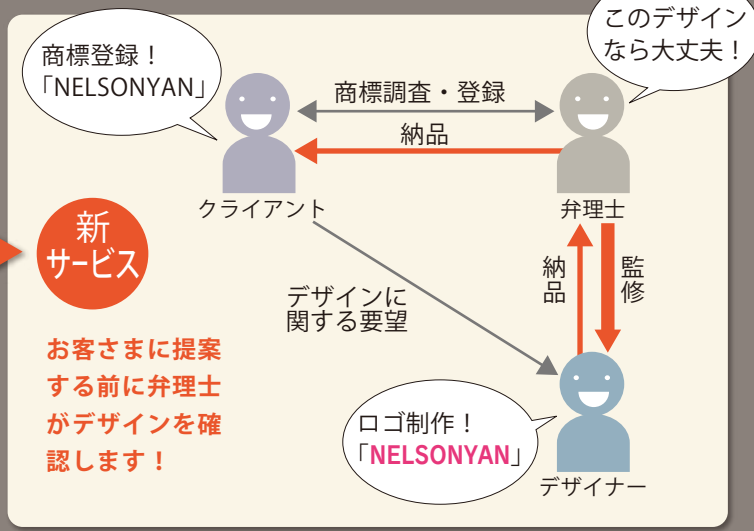 商標登録！
「NELSONYAN」
このデザイン
なら大丈夫！
商標調査・登録
納品
クライアント
弁理士
新
サービス
納品
監修
デザインに
関する要望
お客さまに提案
する前に弁理士
がデザインを確
認します！
ロゴ制作！
「NELSONYAN」
デザイナー